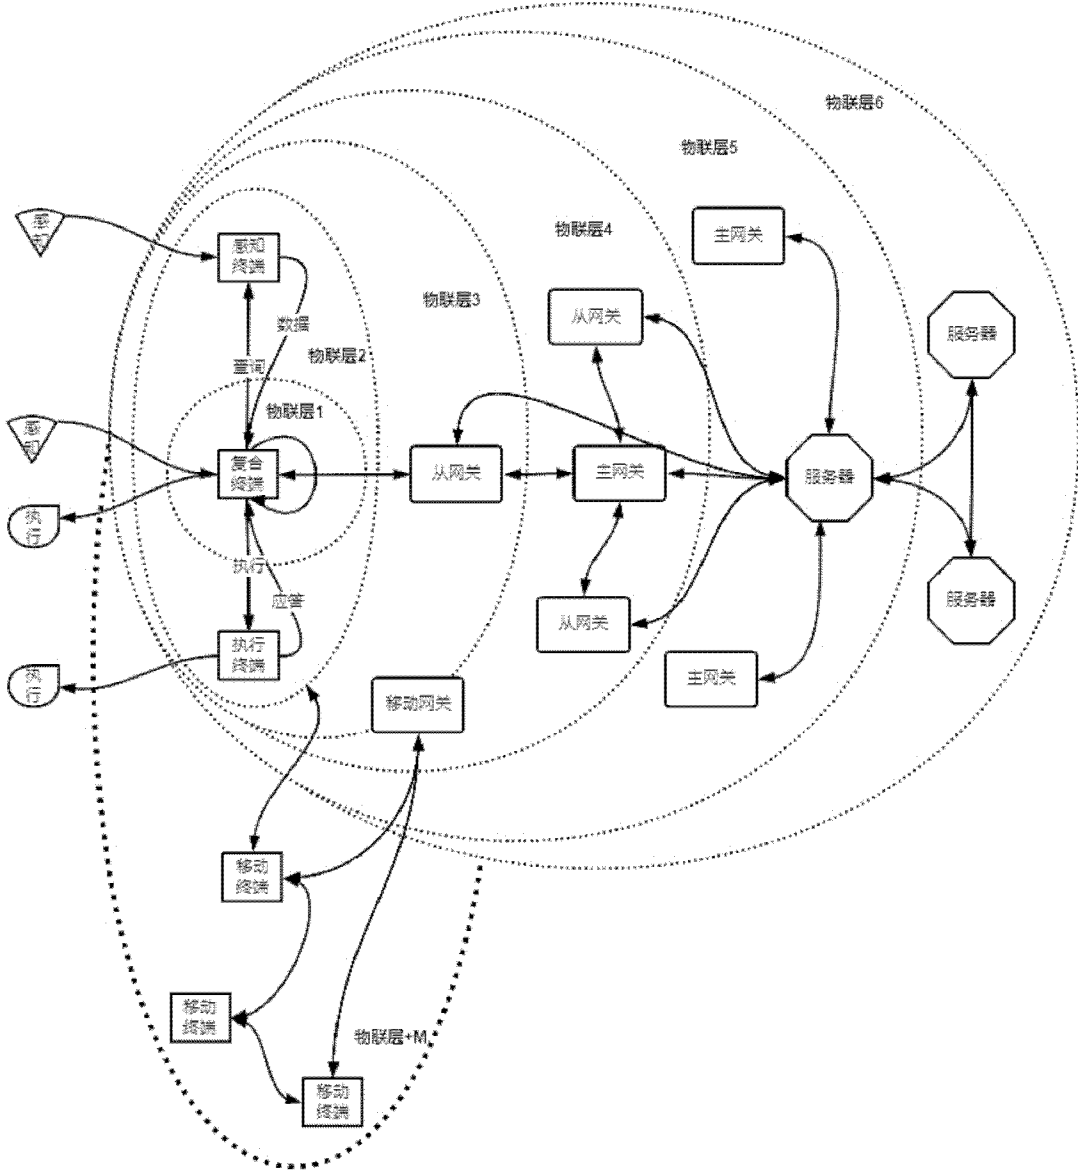 物联层6
物联层5
感
知
主网关
物联层4
感知
终端
物联层3
从网关
数据
服务器
物联层2
查询
物联层1
感
知
复合
终端
从网关
主网关
服务器
执
行
执行
应答
服务器
从网关
执行
终端
执
行
主网关
移动网关
移动
终端
移动
终端
物联层+M
移动
终端